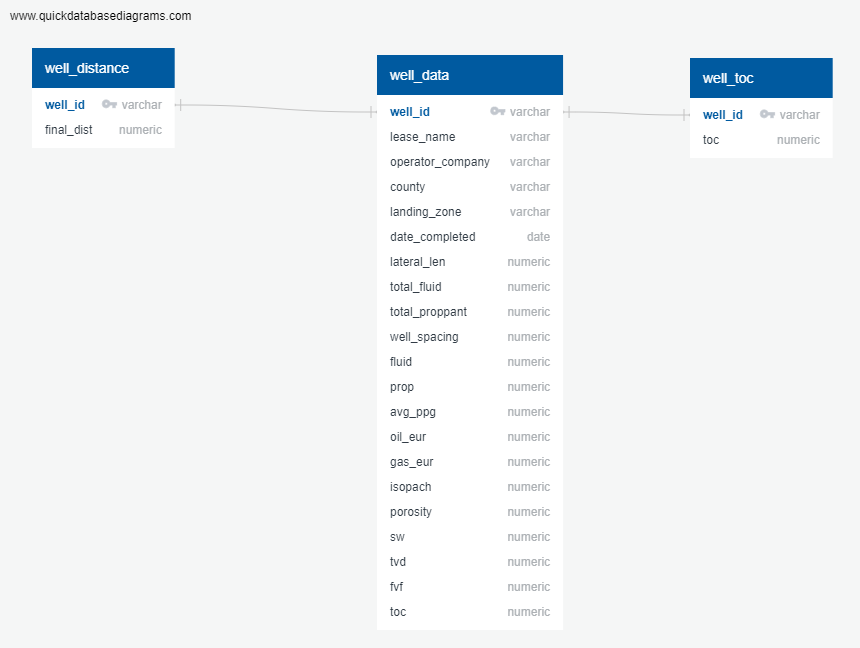 www.quickdatabasediagrams.com
well_distance
well_id varchar
final_dist numeric
well_data
well_id varchar
lease_name varchar
operator_company varchar
county varchar
landing_zone varchar
date_completed date
lateral_len numeric
total_fluid numeric
total_proppant numeric
well_spacing numeric
fluid numeric
prop numeric
avg_ppg numeric
oil_eur numeric
gas_eur numeric
isopach numeric
porosity numeric
sw numeric
tvd numeric
fvf numeric
toc numeric
well_toc
well_id varchar
toc numeric